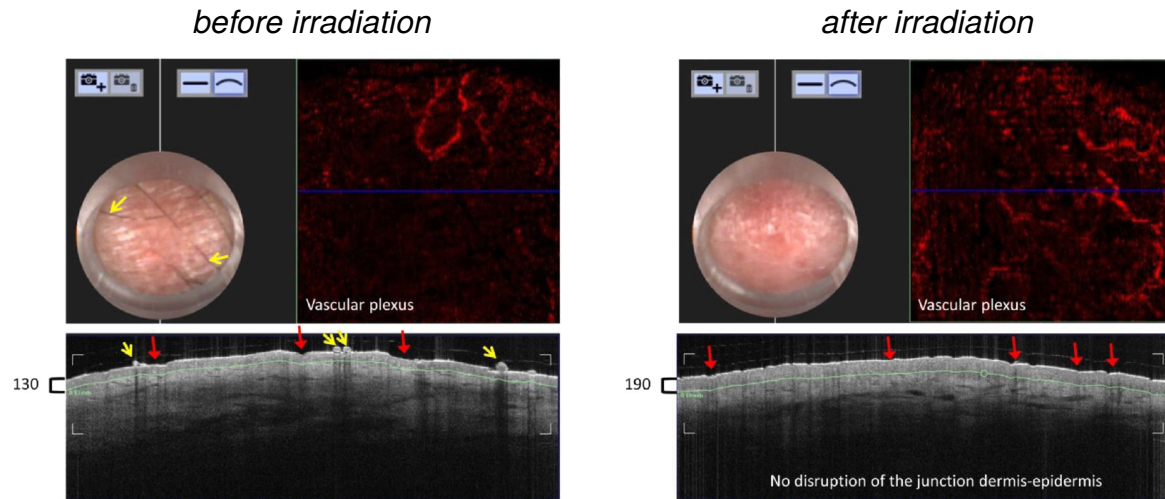 before irradiation
after irradiation
Vascular plexus
Vascular plexus
130
190
No disruption of the junction dermis-epidermis